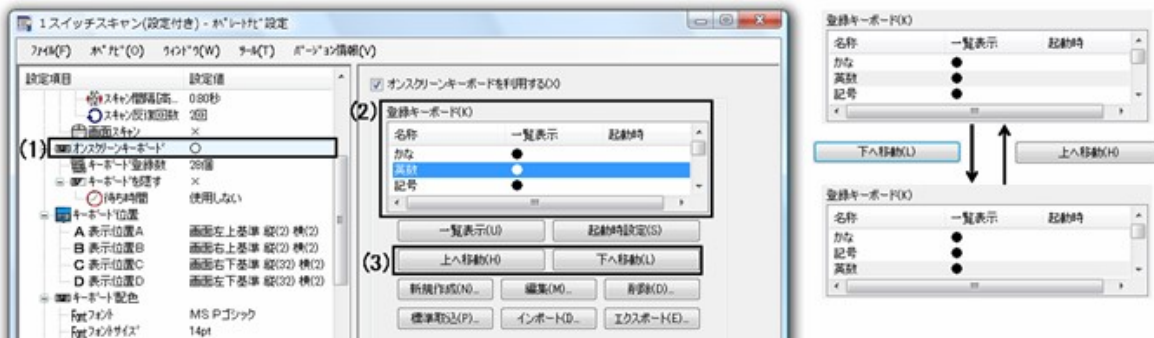 1スイッチスキャン(設定付き) - ｵﾍﾟﾚｰﾄﾅﾋﾞ設定
ﾌｧｲﾙ(F) ｵﾍﾟﾅﾋﾞ(O) ｳｨﾝﾄﾞｳ(W) ﾂｰﾙ(T) ﾊﾞｰｼﾞｮﾝ情報(V)
設定項目 設定値
ｽｷｬﾝ間隔[高... 0.80秒
ｽｷｬﾝ反復回数 2回
画面ｽｷｬﾝ ×
(1) ｵﾝｽｸﾘｰﾝｷｰﾎﾞｰﾄﾞ ○
ｷｰﾎﾞｰﾄﾞ登録数 28個
ｷｰﾎﾞｰﾄﾞを隠す ×
待ち時間 使用しない
ｷｰﾎﾞｰﾄﾞ位置
A 表示位置A 画面左上基準 縦(2) 横(2)
B 表示位置B 画面右上基準 縦(2) 横(2)
C 表示位置C 画面右下基準 縦(32) 横(2)
D 表示位置D 画面左下基準 縦(32) 横(2)
ｷｰﾎﾞｰﾄﾞ配色
Font ﾌｫﾝﾄ MS Pゴシック
Font ﾌｫﾝﾄｻｲｽﾞ 14pt
オンスクリーンキーボードを利用する(X)
(2) 登録キーボード(K)
名称 一覧表示 起動時
かな ●
英数 ●
記号 ●
一覧表示(U) 起動時設定(S)
(3) 上へ移動(H) 下へ移動(L)
新規作成(N)... 編集(M)... 削除(D)...
標準取込(P)... インポート(I)... エクスポート(E)...
登録キーボード(K)
名称 一覧表示 起動時
かな ●
英数 ●
記号 ●
下へ移動(L) 上へ移動(H)
登録キーボード(K)
名称 一覧表示 起動時
かな ●
記号 ●
英数 ●